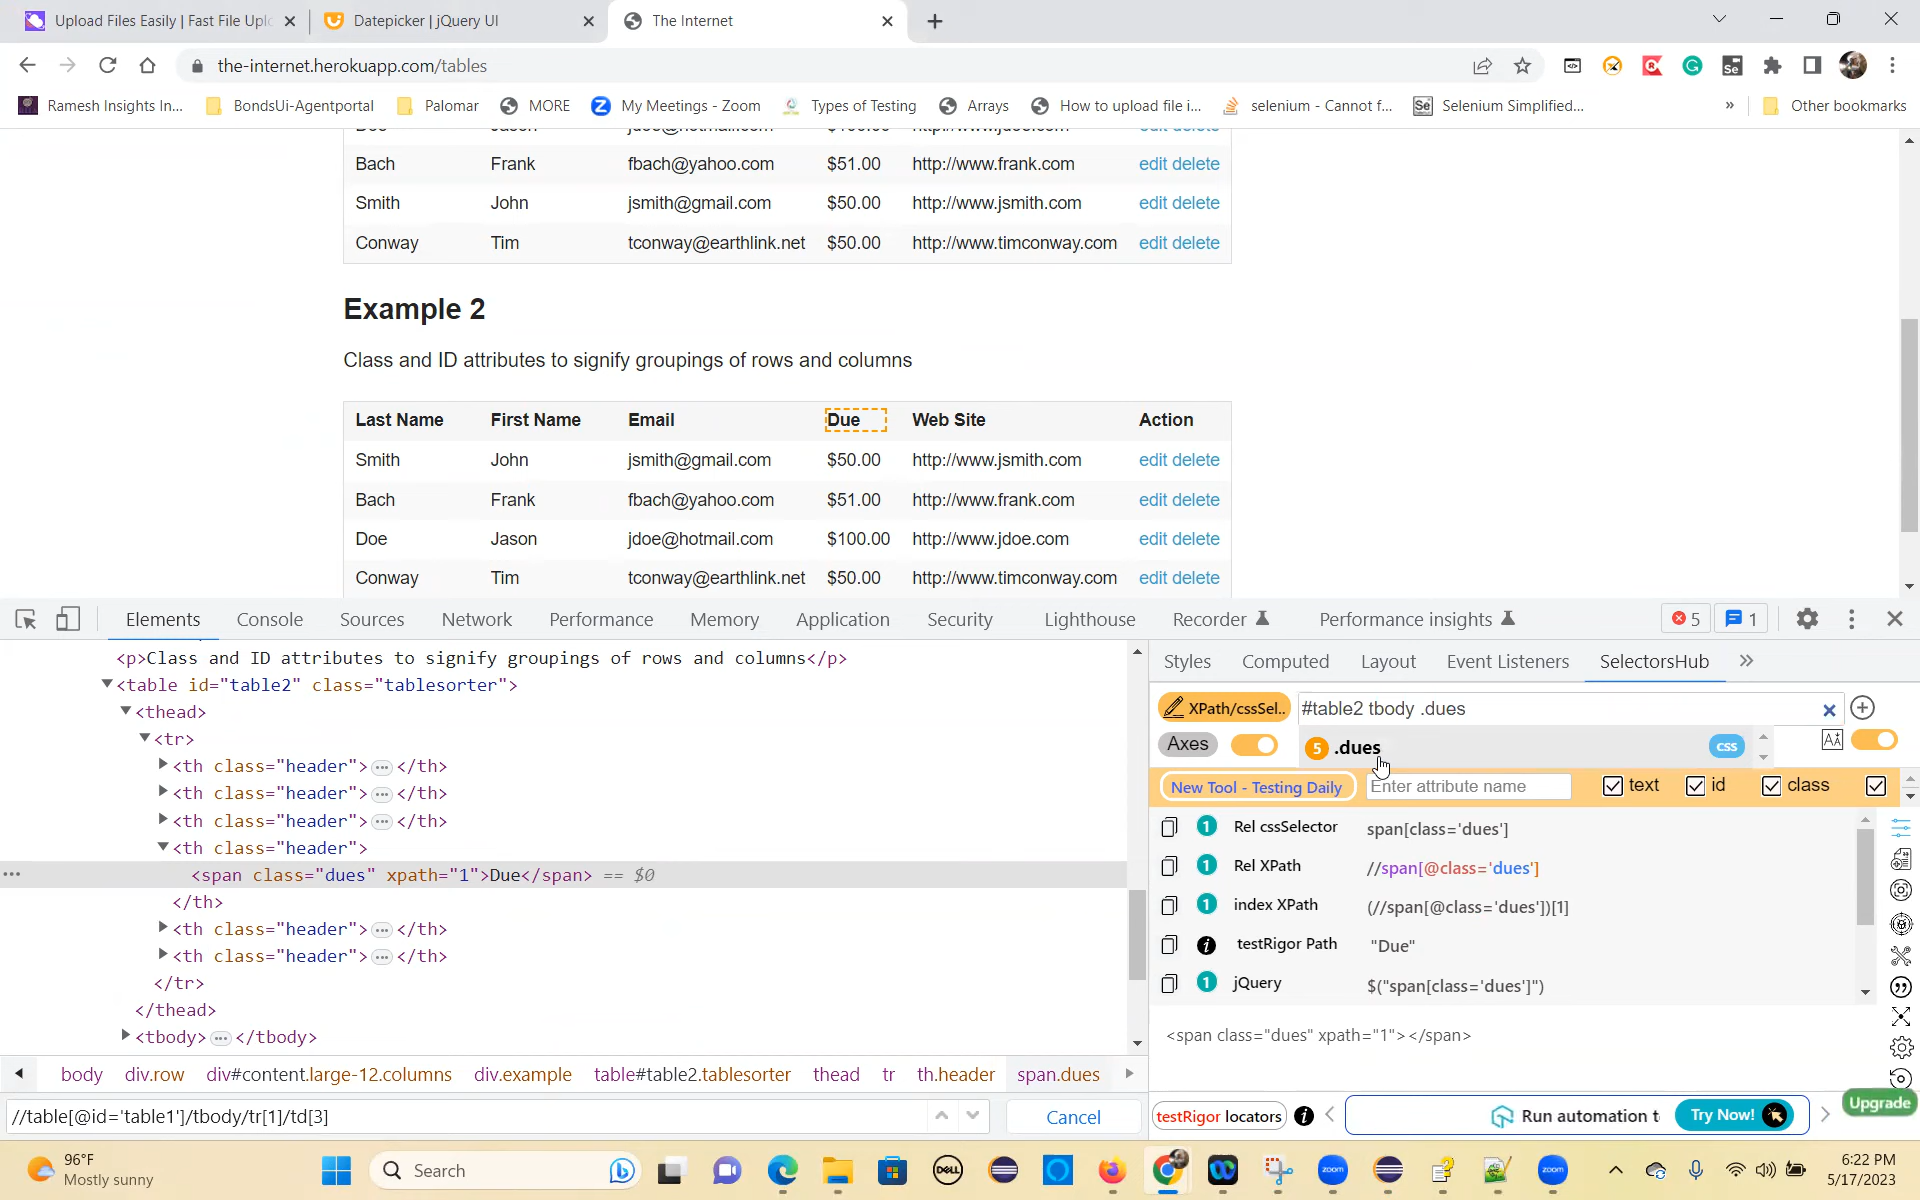 Upload Files Easily | Fast File Uplo
Datepicker | jQuery UI
The Internet
the-internet.herokuapp.com/tables
Ramesh Insights In...
BondsUi-Agentportal
Palomar
MORE
My Meetings - Zoom
Types of Testing
Arrays
How to upload file i...
selenium - Cannot f...
Selenium Simplified...
»
Other bookmarks
Bach Frank fbach@yahoo.com $51.00 http://www.frank.com edit delete
Smith John jsmith@gmail.com $50.00 http://www.jsmith.com edit delete
Conway Tim tconway@earthlink.net $50.00 http://www.timconway.com edit delete
Example 2
Class and ID attributes to signify groupings of rows and columns
Last Name First Name Email Due Web Site Action
Smith John jsmith@gmail.com $50.00 http://www.jsmith.com edit delete
Bach Frank fbach@yahoo.com $51.00 http://www.frank.com edit delete
Doe Jason jdoe@hotmail.com $100.00 http://www.jdoe.com edit delete
Conway Tim tconway@earthlink.net $50.00 http://www.timconway.com edit delete
Elements Console Sources Network Performance Memory Application Security Lighthouse Recorder Performance insights 5 1
<p>Class and ID attributes to signify groupings of rows and columns</p>
<table id="table2" class="tablesorter">
<thead>
<tr>
<th class="header">...</th>
<th class="header">...</th>
<th class="header">...</th>
<th class="header">
<span class="dues" xpath="1">Due</span> == $0
</th>
<th class="header">...</th>
<th class="header">...</th>
</tr>
</thead>
<tbody>...</tbody>
body div.row div#content.large-12.columns div.example table#table2.tablesorter thead tr th.header span.dues
//table[@id='table1']/tbody/tr[1]/td[3]
Cancel
Styles Computed Layout Event Listeners SelectorsHub »
XPath/cssSel.. #table2 tbody .dues
Axes 5 .dues css
New Tool - Testing Daily Enter attribute name text id class
1 Rel cssSelector span[class='dues']
1 Rel XPath //span[@class='dues']
1 index XPath (//span[@class='dues'])[1]
testRigor Path "Due"
1 jQuery $("span[class='dues']")
<span class="dues" xpath="1"></span>
Upgrade
testRigor locators Run automation t Try Now!
96°F
Mostly sunny
Search
DELL
zoom
zoom
6:22 PM
5/17/2023